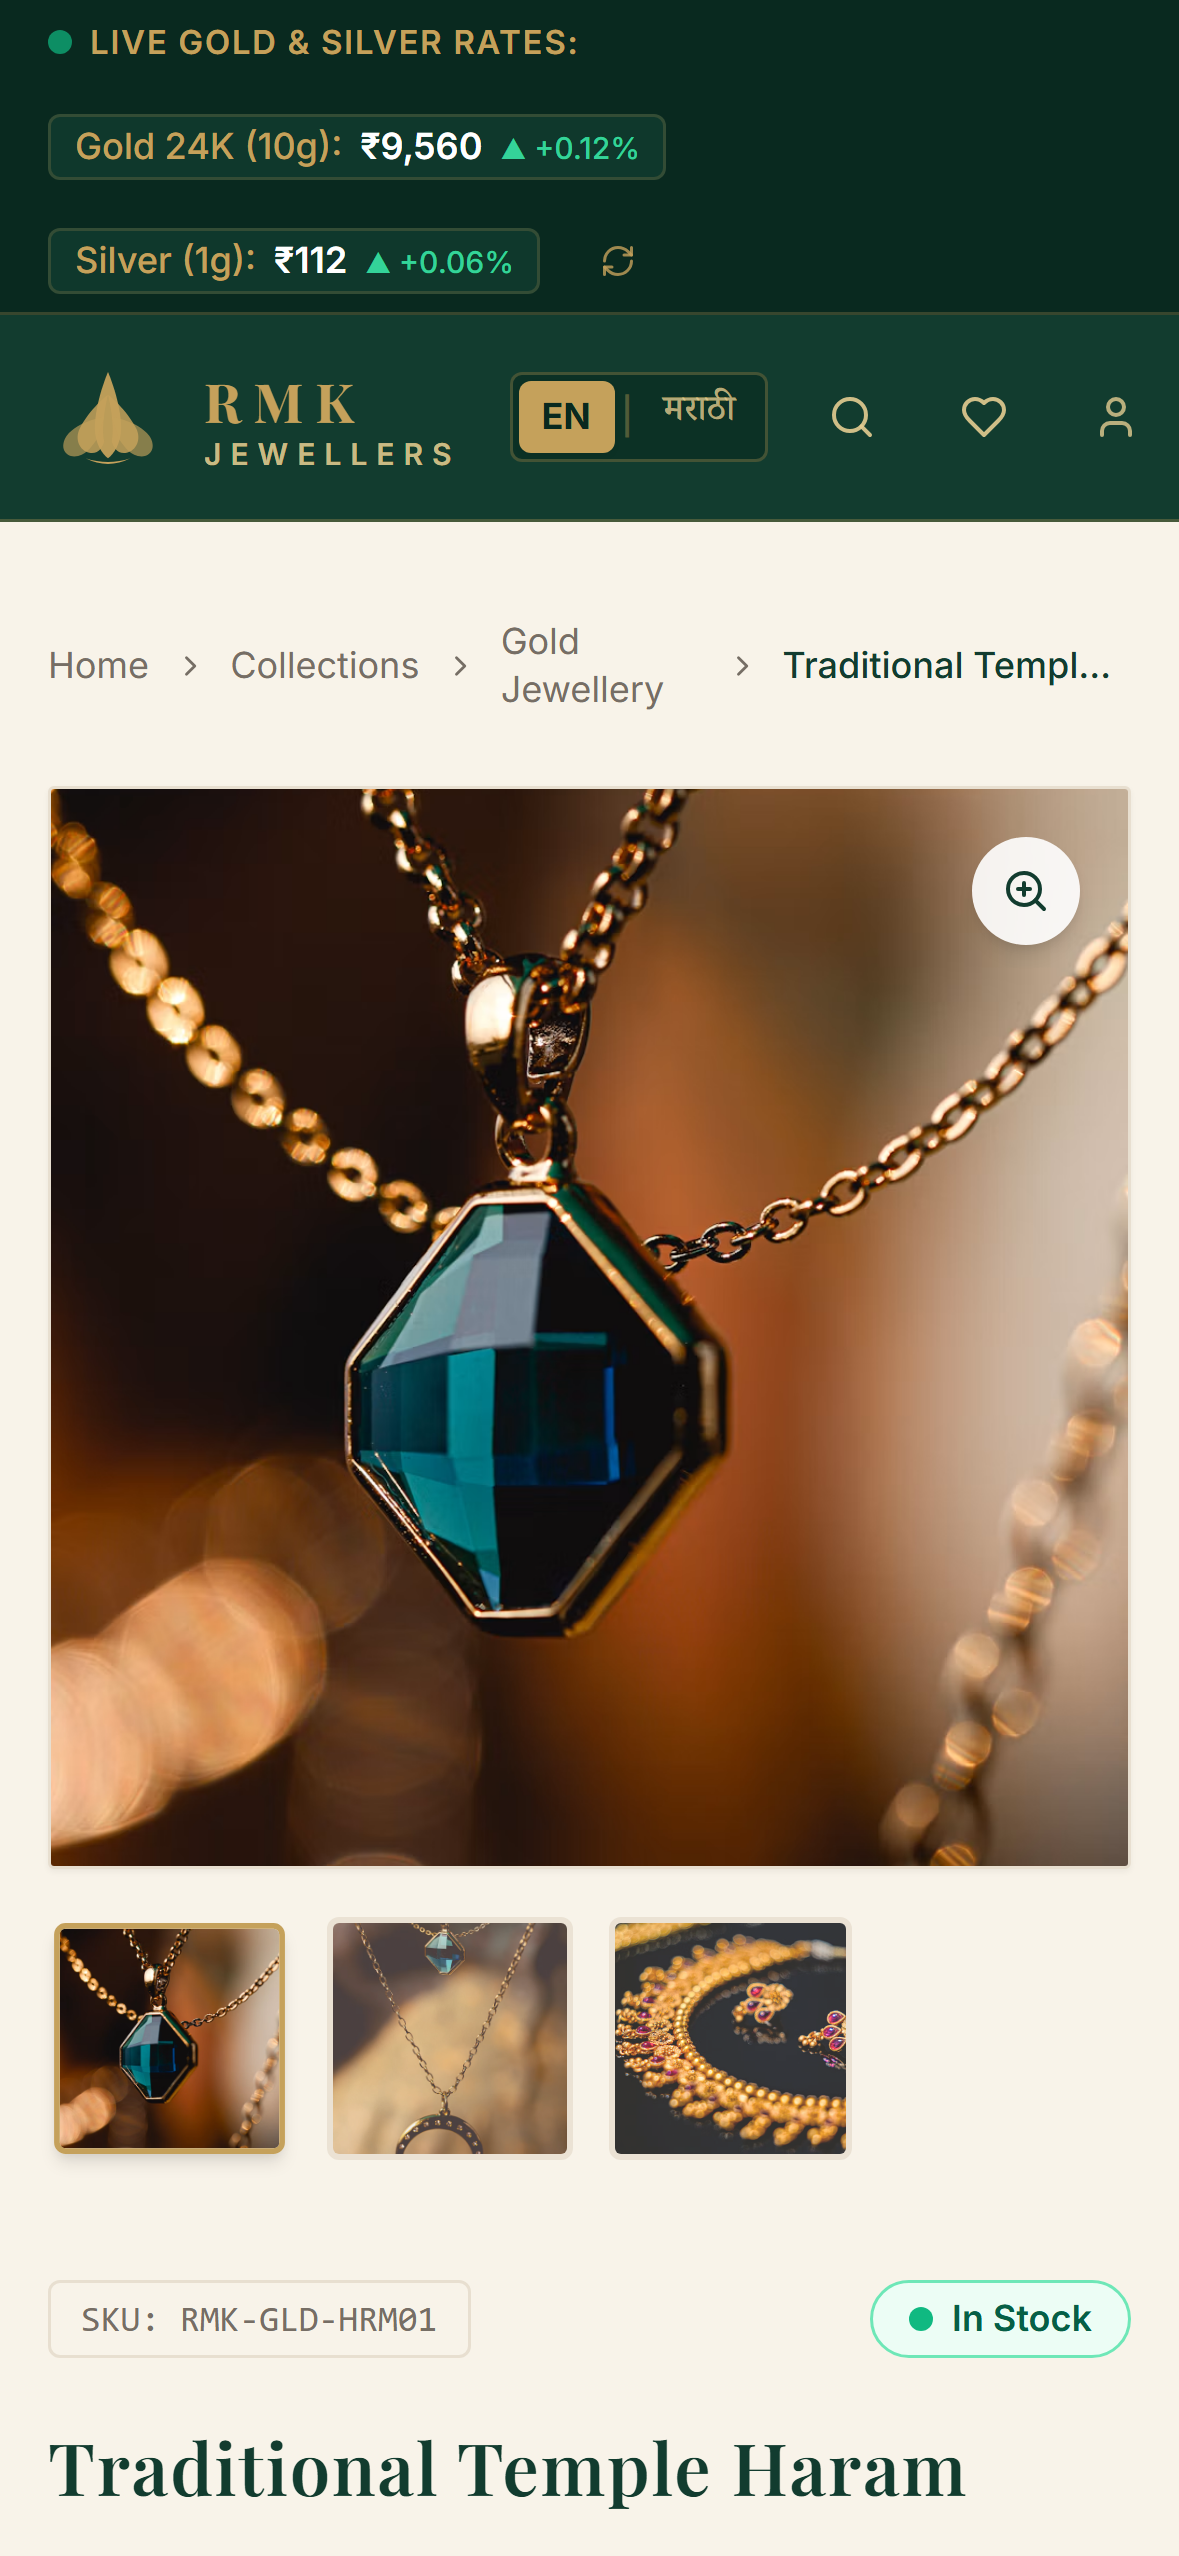 LIVE GOLD & SILVER RATES:
Gold 24K (10g): ₹9,560 ▲ +0.12%
Silver (1g): ₹112 ▲ +0.06%
RMK
JEWELLERS
EN | मराठी
Home > Collections > Gold Jewellery > Traditional Templ...
SKU: RMK-GLD-HRM01
In Stock
Traditional Temple Haram